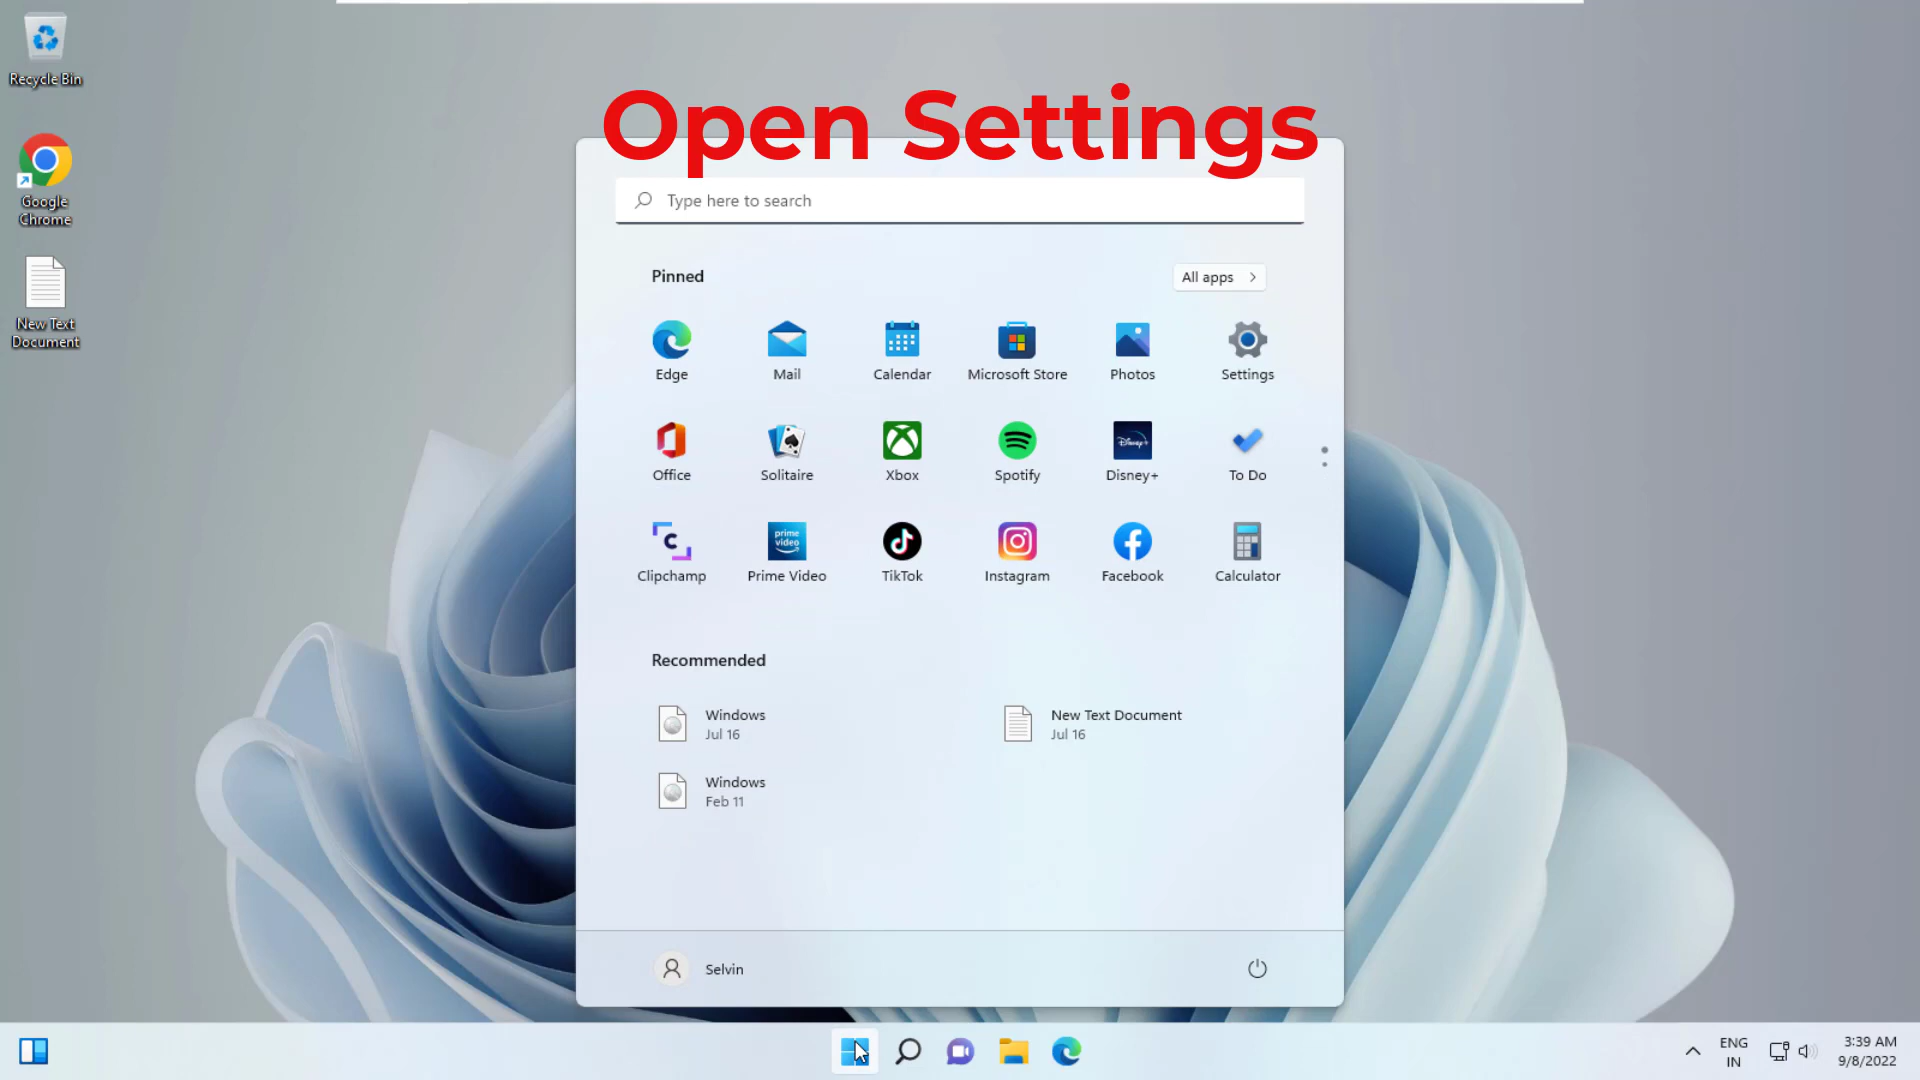 Open Settings
Recycle Bin
Google
Chrome
New Text
Document
Type here to search
Pinned
All apps
Edge
Mail
Calendar
Microsoft Store
Photos
Settings
Office
Solitaire
Xbox
Spotify
Disney+
Disney+
To Do
Clipchamp
prime
video
Prime Video
TikTok
Instagram
Facebook
Calculator
Recommended
Windows
Jul 16
New Text Document
Jul 16
Windows
Feb 11
Selvin
ENG
IN
3:39 AM
9/8/2022